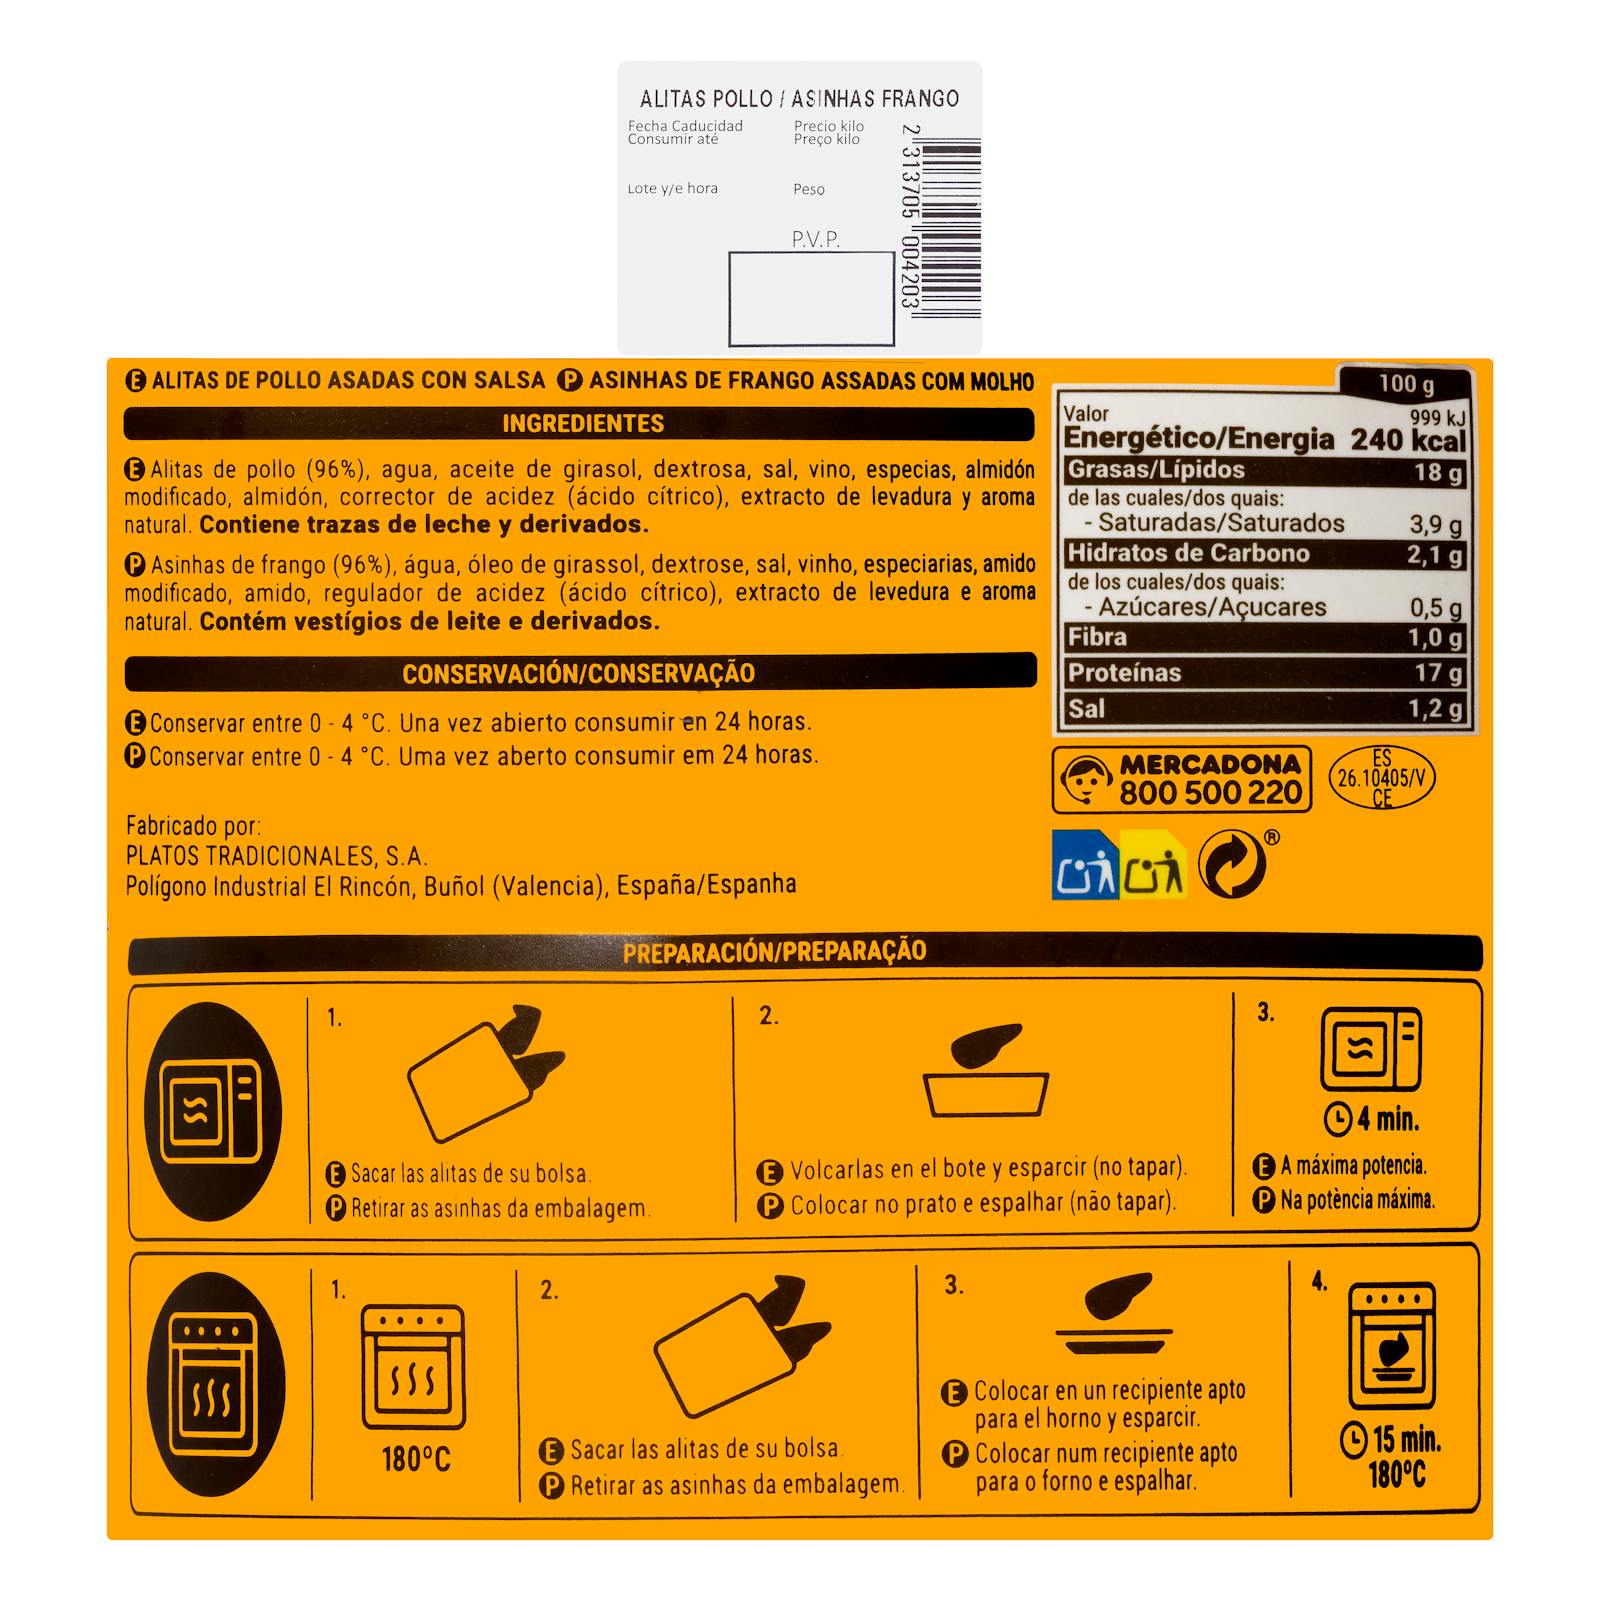 ALITAS POLLO / ASINHAS FRANGO
Fecha Caducidad
Consumir até
Precio kilo
Preço kilo
Lote y/e hora
Peso
P.V.P.
2 313705 004203
E ALITAS DE POLLO ASADAS CON SALSA P ASINHAS DE FRANGO ASSADAS COM MOLHO
INGREDIENTES
E Alitas de pollo (96%), agua, aceite de girasol, dextrosa, sal, vino, especias, almidón
modificado, almidón, corrector de acidez (ácido cítrico), extracto de levadura y aroma
natural. Contiene trazas de leche y derivados.
P Asinhas de frango (96%), água, óleo de girassol, dextrose, sal, vinho, especiarias, amido
modificado, amido, regulador de acidez (ácido cítrico), extracto de levedura e aroma
natural. Contém vestígios de leite e derivados.
CONSERVACIÓN/CONSERVAÇÃO
E Conservar entre 0 - 4 °C. Una vez abierto consumir en 24 horas.
P Conservar entre 0 - 4 °C. Uma vez aberto consumir em 24 horas.
Fabricado por:
PLATOS TRADICIONALES, S.A.
Polígono Industrial El Rincón, Buñol (Valencia), España/Espanha
100 g
Valor 999 kJ
Energético/Energia 240 kcal
Grasas/Lípidos 18 g
de las cuales/dos quais:
- Saturadas/Saturados 3,9 g
Hidratos de Carbono 2,1 g
de los cuales/dos quais:
- Azúcares/Açucares 0,5 g
Fibra 1,0 g
Proteínas 17 g
Sal 1,2 g
MERCADONA
800 500 220
ES
26.10405/V
CE
®
PREPARACIÓN/PREPARAÇÃO
1.
E Sacar las alitas de su bolsa.
P Retirar as asinhas da embalagem.
2.
E Volcarlas en el bote y esparcir (no tapar).
P Colocar no prato e espalhar (não tapar).
3.
4 min.
E A máxima potencia.
P Na potència máxima.
1.
180ºC
2.
E Sacar las alitas de su bolsa.
P Retirar as asinhas da embalagem.
3.
E Colocar en un recipiente apto
para el horno y esparcir.
P Colocar num recipiente apto
para o forno e espalhar.
4.
15 min.
180ºC